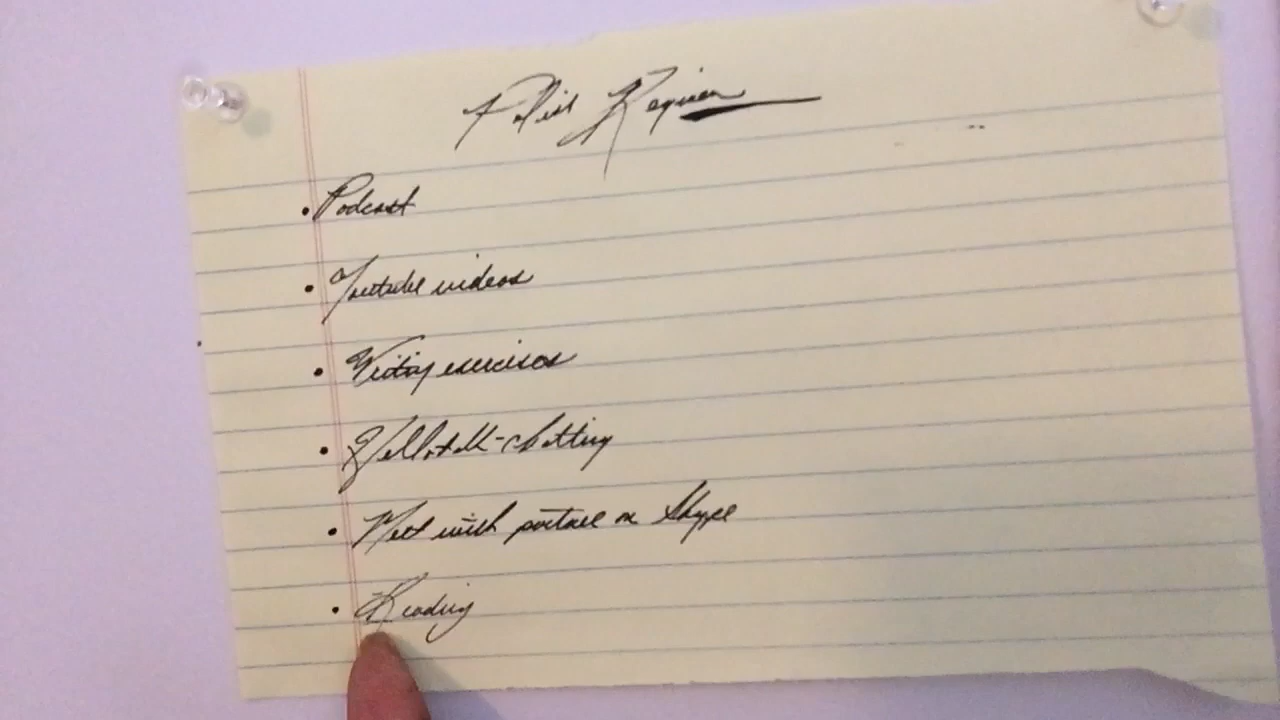 Polish Regimen
• Podcast
• Youtube videos
• Writing exercises
• Hellotalk-chatting
• Meet with partner on Skype
• Reading